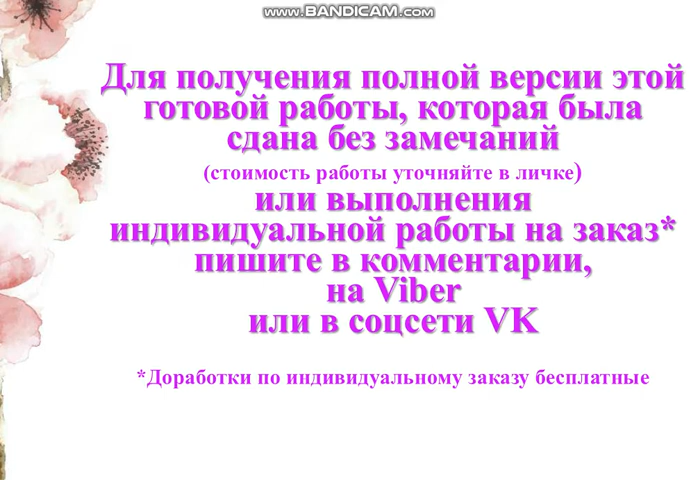 www.BANDICAM.com
Для получения полной версии этой
готовой работы, которая была
сдана без замечаний
(стоимость работы уточняйте в личке)
или выполнения
индивидуальной работы на заказ*
пишите в комментарии,
на Viber
или в соцсети VK
*Доработки по индивидуальному заказу бесплатные